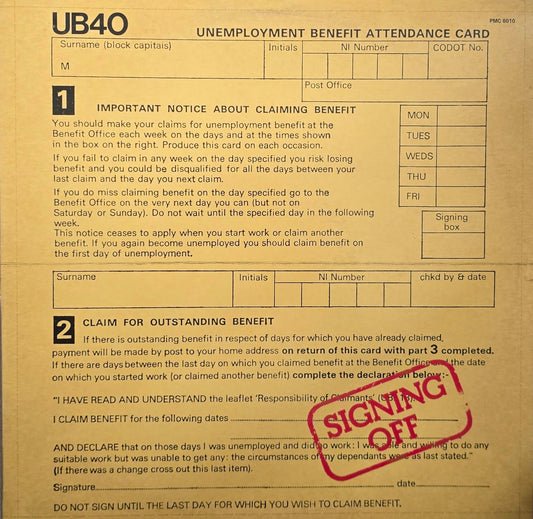 UB40
PMC 8010
UNEMPLOYMENT BENEFIT ATTENDANCE CARD
Surname (block capitals) Initials NI Number CODOT No.
M
Post Office
1 IMPORTANT NOTICE ABOUT CLAIMING BENEFIT
You should make your claims for unemployment benefit at the
Benefit Office each week on the days and at the times shown
in the box on the right. Produce this card on each occasion.
If you fail to claim in any week on the day specified you risk losing
benefit and you could be disqualified for all the days between your
last claim and the day you next claim.
If you do miss claiming benefit on the day specified go to the
Benefit Office on the very next day you can (but not on
Saturday or Sunday). Do not wait until the specified day in the following
week.
This notice ceases to apply when you start work or claim another
benefit. If you again become unemployed you should claim benefit on
the first day of unemployment.
MON
TUES
WEDS
THU
FRI
Signing
box
Surname Initials NI Number chkd by & date
2 CLAIM FOR OUTSTANDING BENEFIT
If there is outstanding benefit in respect of days for which you have already claimed,
payment will be made by post to your home address on return of this card with part 3 completed.
If there are days between the last day on which you claimed benefit at the Benefit Office and the date
on which you started work (or claimed another benefit) complete the declaration below:-
"I HAVE READ AND UNDERSTAND the leaflet 'Responsibility of Claimants'
I CLAIM BENEFIT for the following dates
AND DECLARE that on those days I was unemployed and did no work: I was able and willing to do any
suitable work but was unable to get any: the circumstances of my dependants were as last stated."
(If there was a change cross out this last item).
Signature date
DO NOT SIGN UNTIL THE LAST DAY FOR WHICH YOU WISH TO CLAIM BENEFIT.
SIGNING
OFF